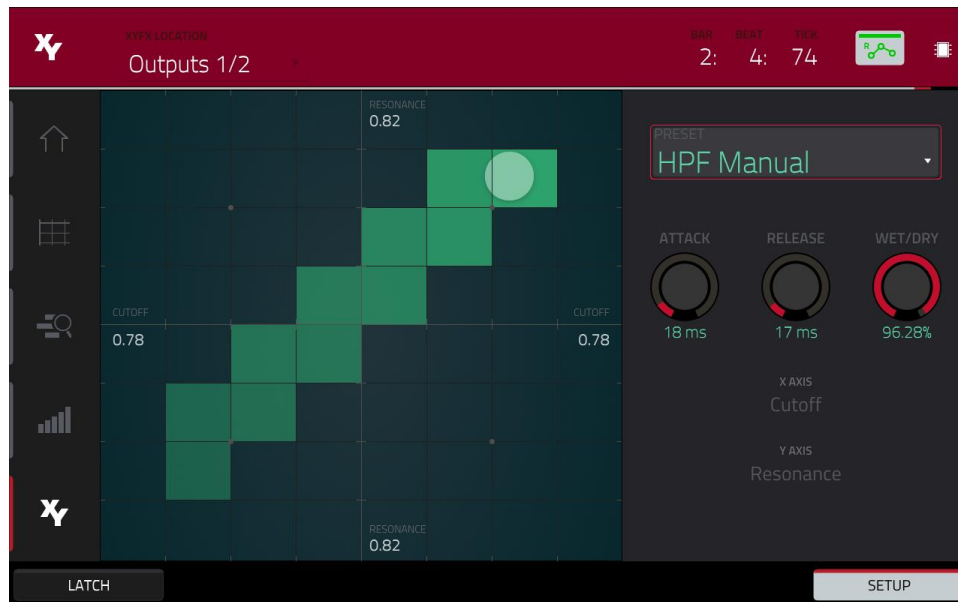 XY
XYFX LOCATION
Outputs 1/2
BAR BEAT TICK
2: 4: 74
R
RESONANCE
0.82
PRESET
HPF Manual
ATTACK RELEASE WET/DRY
CUTOFF
0.78
CUTOFF
0.78
18 ms 17 ms 96.28%
X AXIS
Cutoff
Y AXIS
Resonance
XY
RESONANCE
0.82
LATCH
SETUP